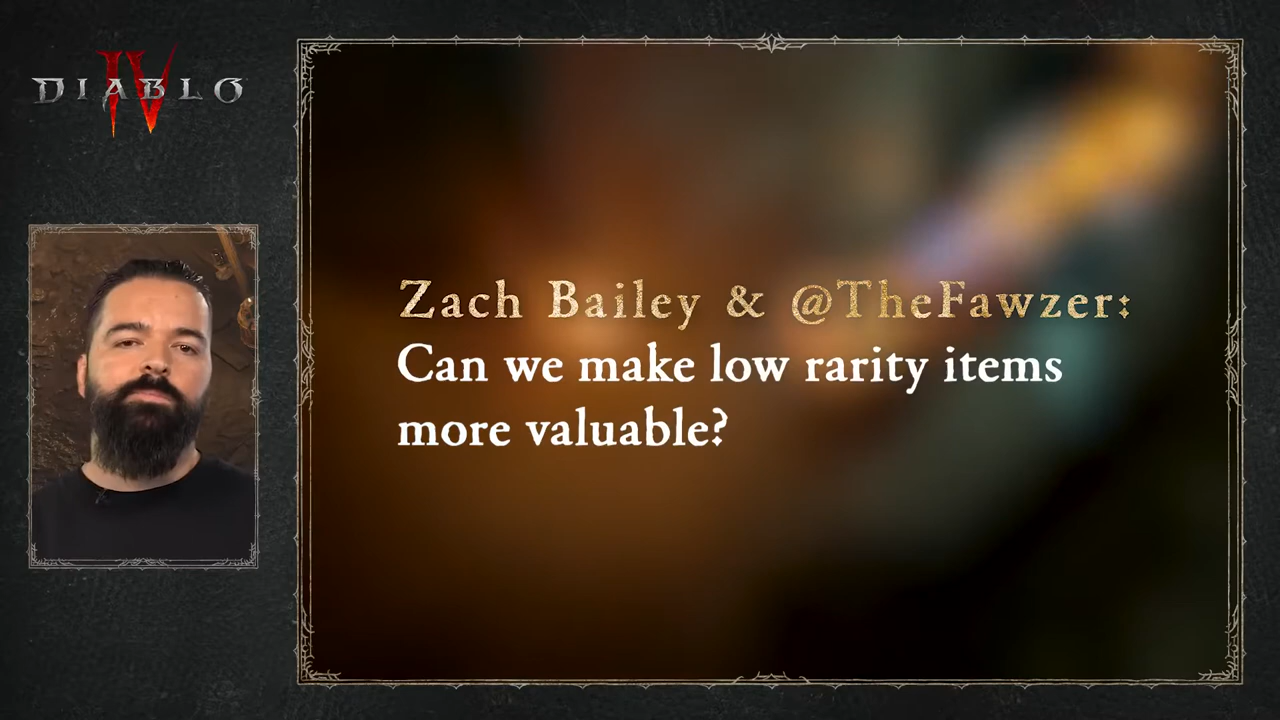 DIABLO
IV
Zach Bailey & @TheFawzer:
Can we make low rarity items
more valuable?